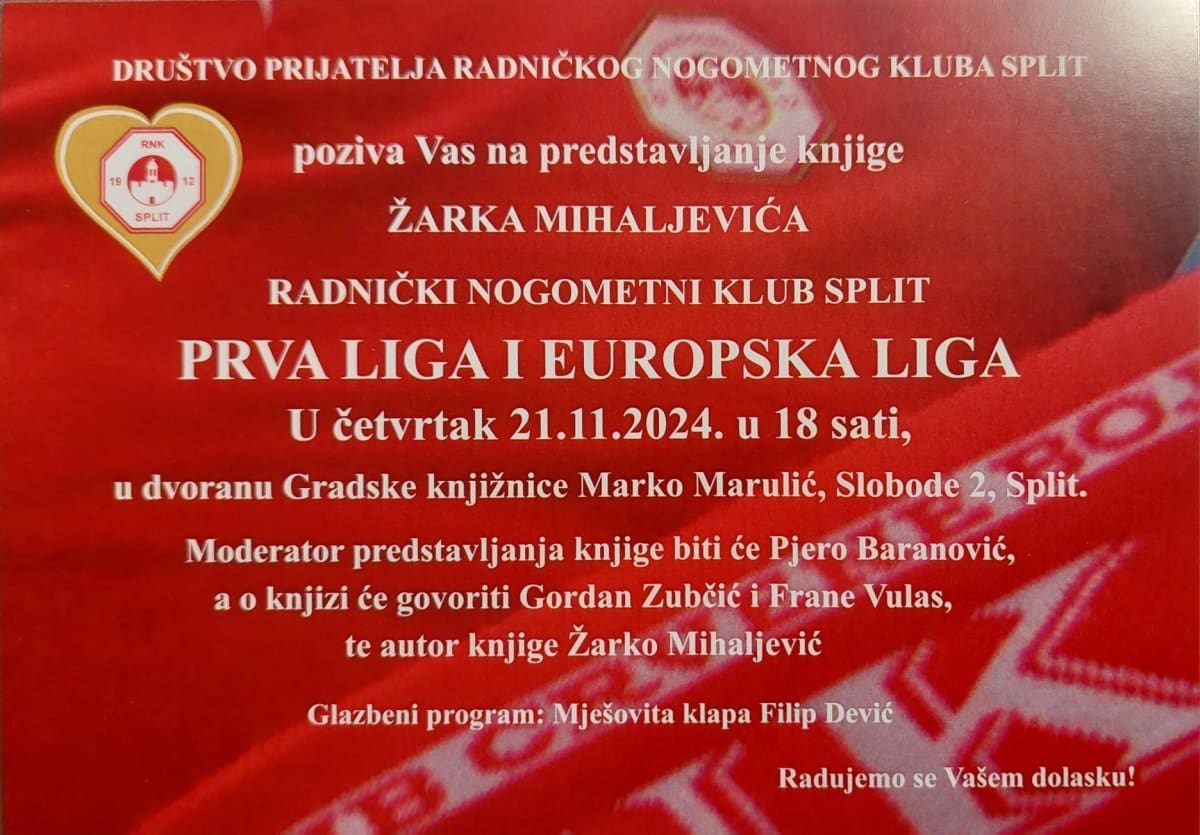 DRUŠTVO PRIJATELJA RADNIČKOG NOGOMETNOG KLUBA SPLIT
RNK
19 12
SPLIT
poziva Vas na predstavljanje knjige
ŽARKA MIHALJEVIĆA
RADNIČKI NOGOMETNI KLUB SPLIT
PRVA LIGA I EUROPSKA LIGA
U četvrtak 21.11.2024. u 18 sati,
u dvoranu Gradske knjižnice Marko Marulić, Slobode 2, Split.
Moderator predstavljanja knjige biti će Pjero Baranović,
a o knjizi će govoriti Gordan Zubčić i Frane Vulas,
te autor knjige Žarko Mihaljević
Glazbeni program: Mješovita klapa Filip Dević
Radujemo se Vašem dolasku!